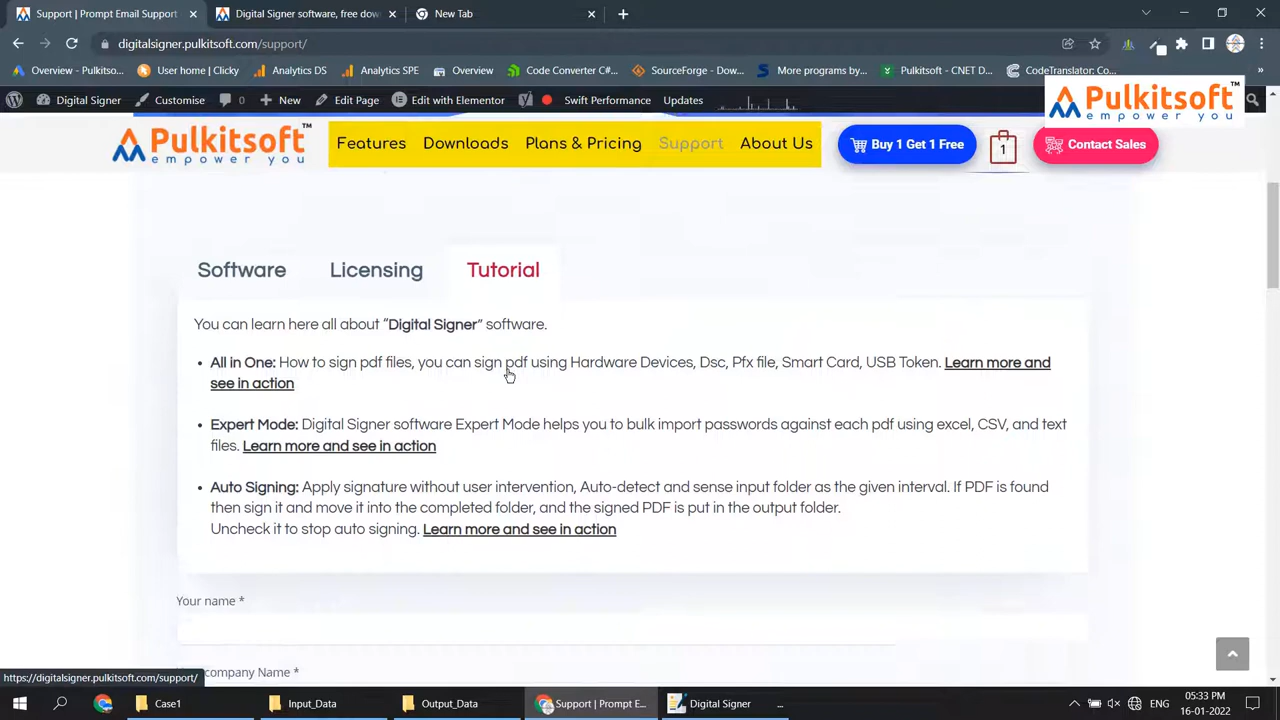 Support | Prompt Email Support
Digital Signer software, free dow
New Tab
digitalsigner.pulkitsoft.com/support/
Overview - Pulkitso...
User home | Clicky
Analytics DS
Analytics SPE
Overview
Code Converter C#...
SourceForge - Dow...
More programs by...
Pulkitsoft - CNET D...
CodeTranslator: Co...
»
Digital Signer
Customise
0
New
Edit Page
Edit with Elementor
Swift Performance
Updates
Pulkitsoft
empower you
Pulkitsoft™
empower you
Features
Downloads
Plans & Pricing
Support
About Us
Buy 1 Get 1 Free
1
Contact Sales
Software
Licensing
Tutorial
You can learn here all about “Digital Signer” software.
• All in One: How to sign pdf files, you can sign pdf using Hardware Devices, Dsc, Pfx file, Smart Card, USB Token. Learn more and
see in action
• Expert Mode: Digital Signer software Expert Mode helps you to bulk import passwords against each pdf using excel, CSV, and text
files. Learn more and see in action
• Auto Signing: Apply signature without user intervention, Auto-detect and sense input folder as the given interval. If PDF is found
then sign it and move it into the completed folder, and the signed PDF is put in the output folder.
Uncheck it to stop auto signing. Learn more and see in action
Your name *
company Name *
https://digitalsigner.pulkitsoft.com/support/
Case1
Input_Data
Output_Data
Support | Prompt E...
Digital Signer ...
ENG
05:33 PM
16-01-2022